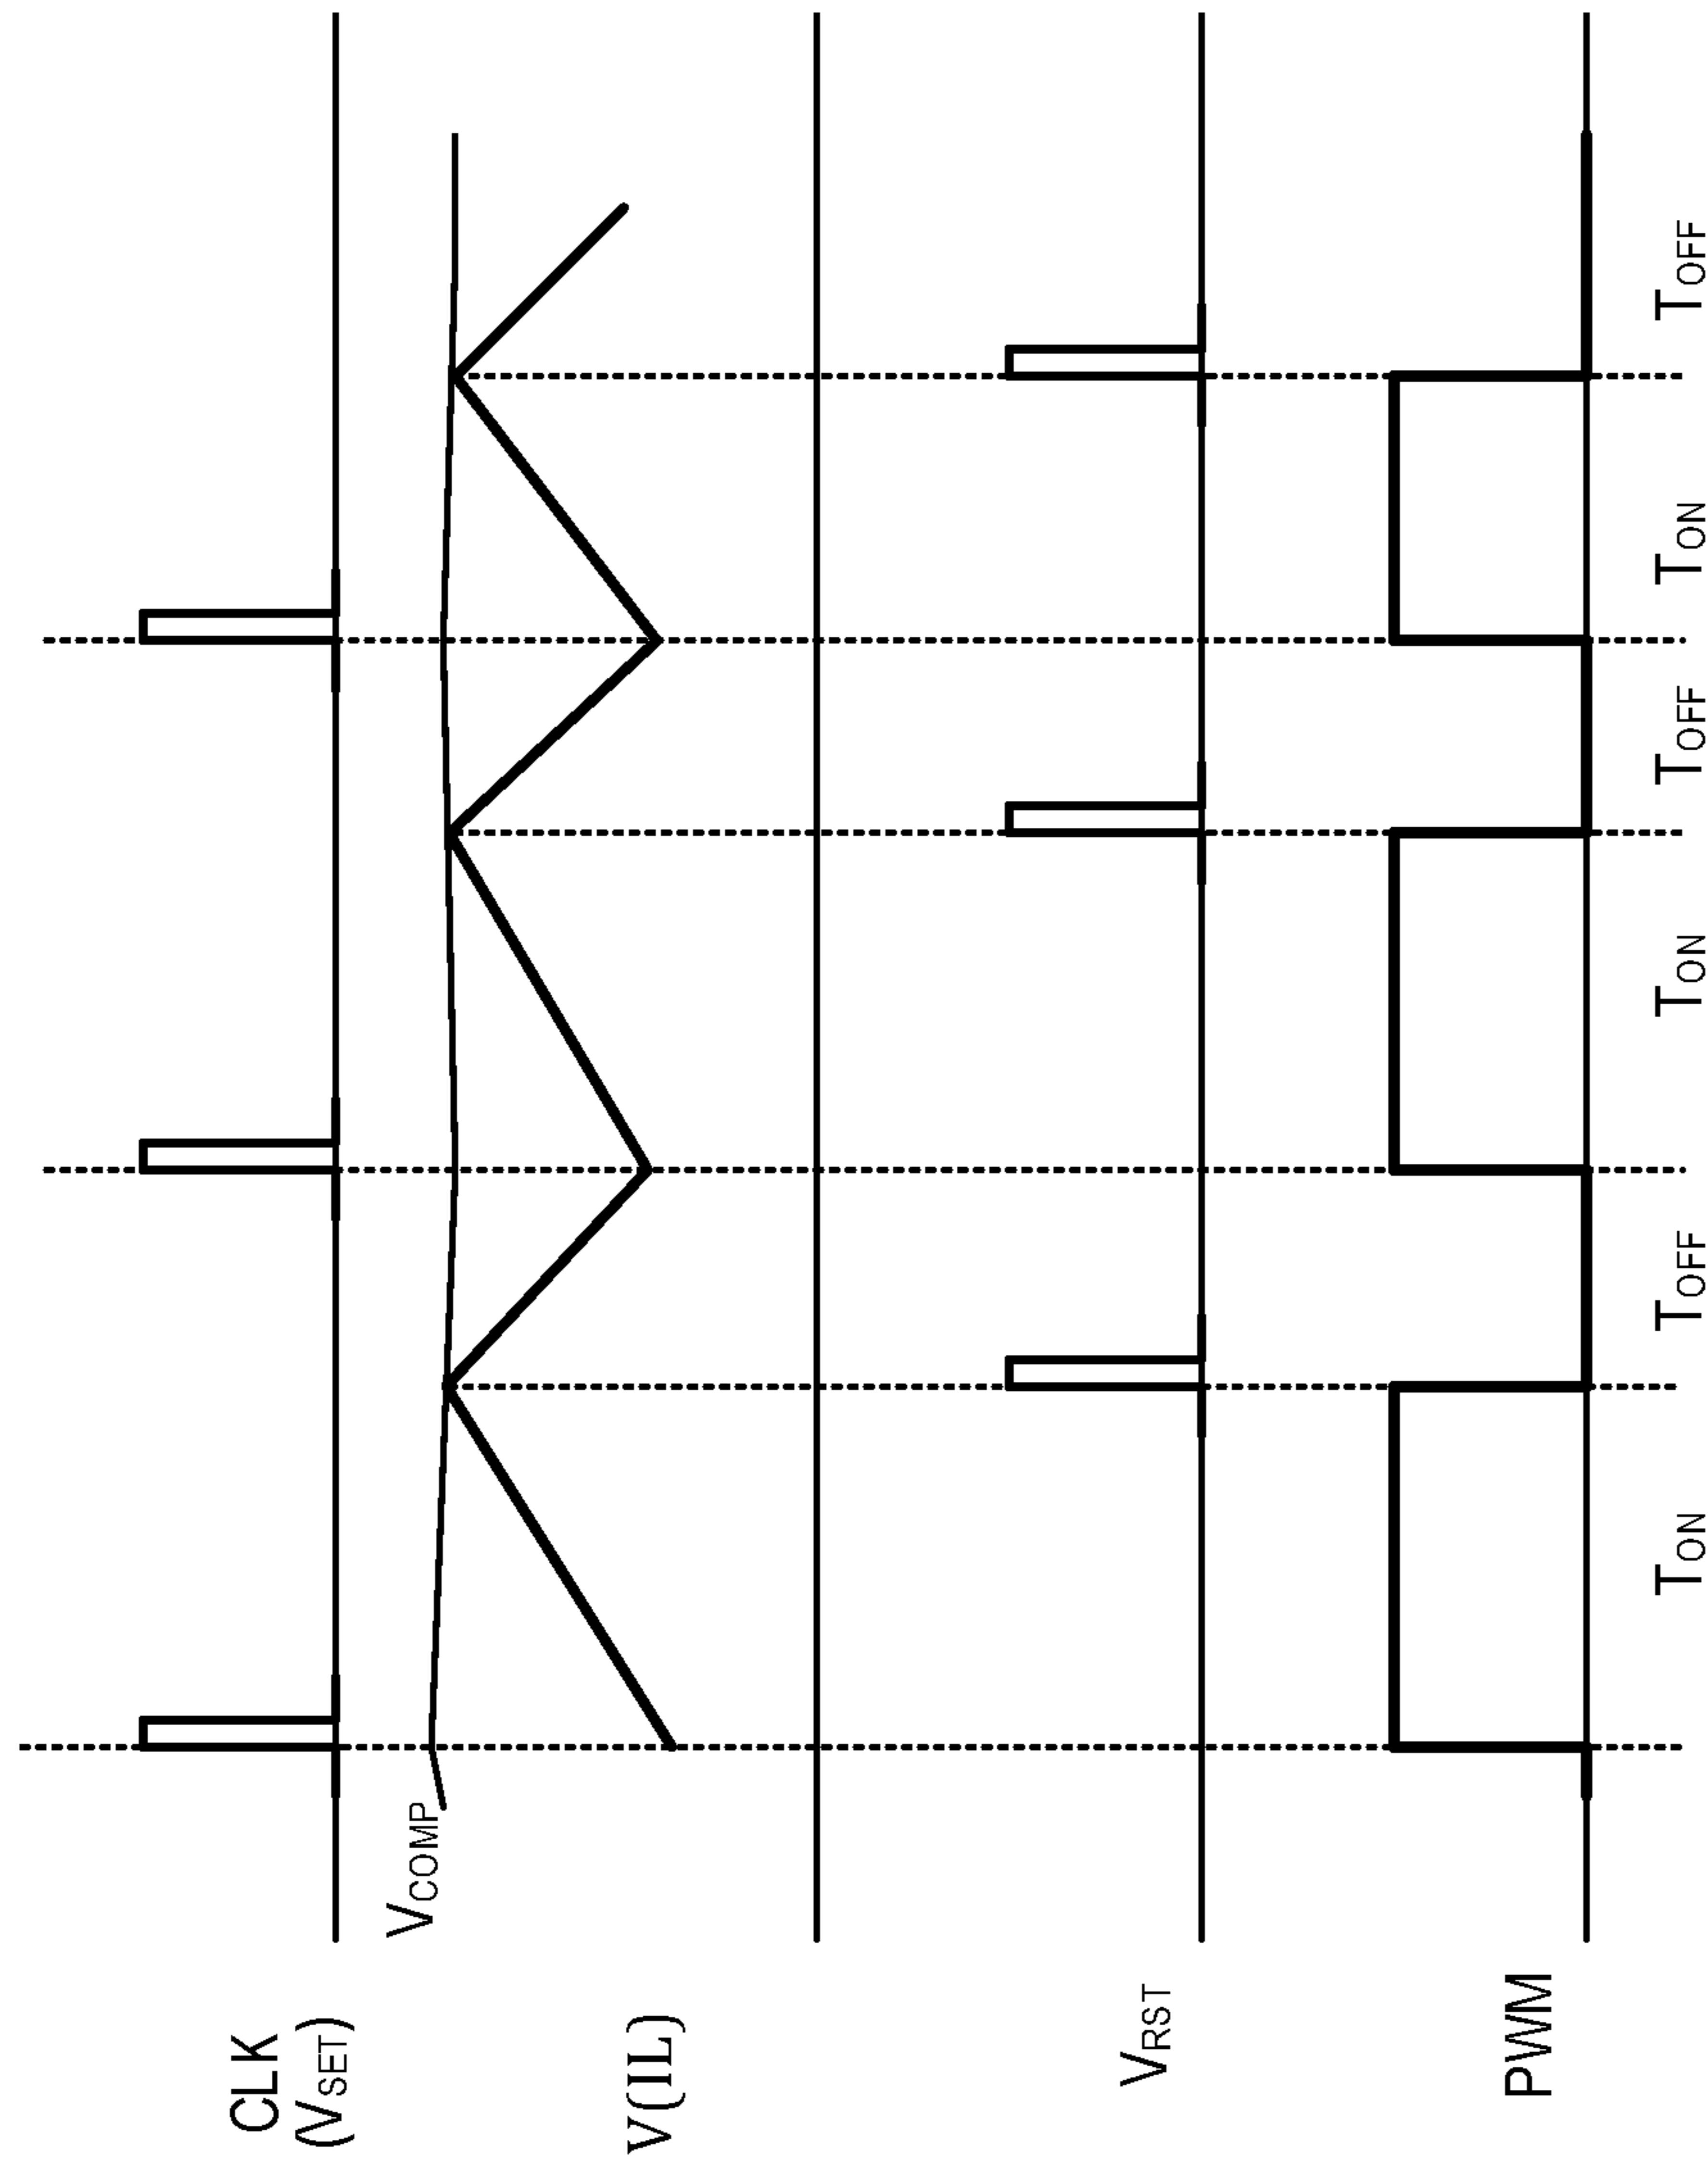 CLK
(VSET)
VCOMP
V(IL)
VRST
PWM
TON TOFF TON TOFF TON TOFF